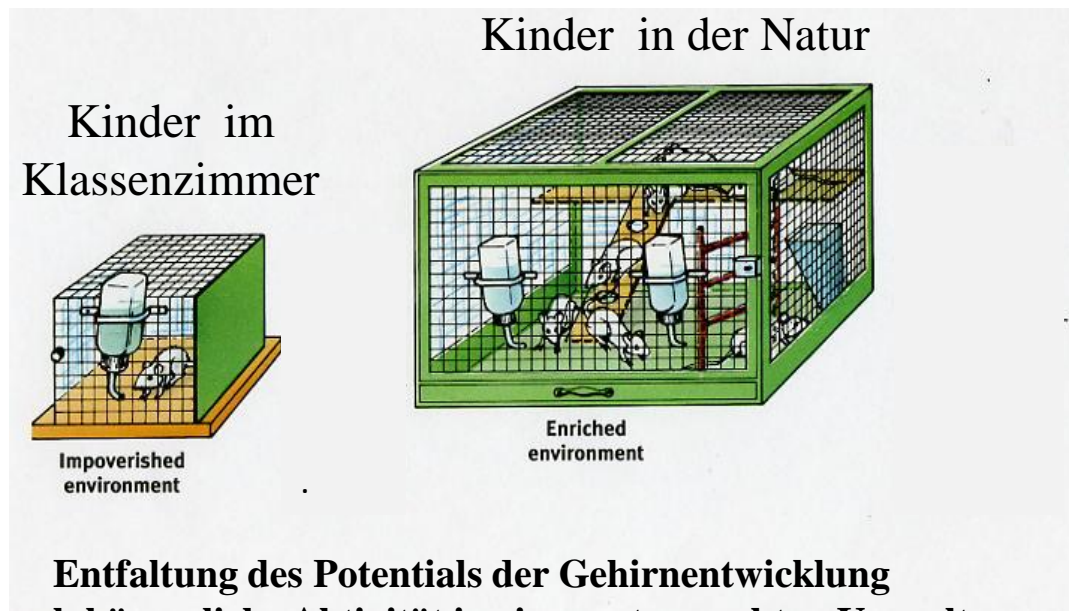 Kinder in der Natur
Kinder im
Klassenzimmer
Impoverished
environment
Enriched
environment
.
Entfaltung des Potentials der Gehirnentwicklung